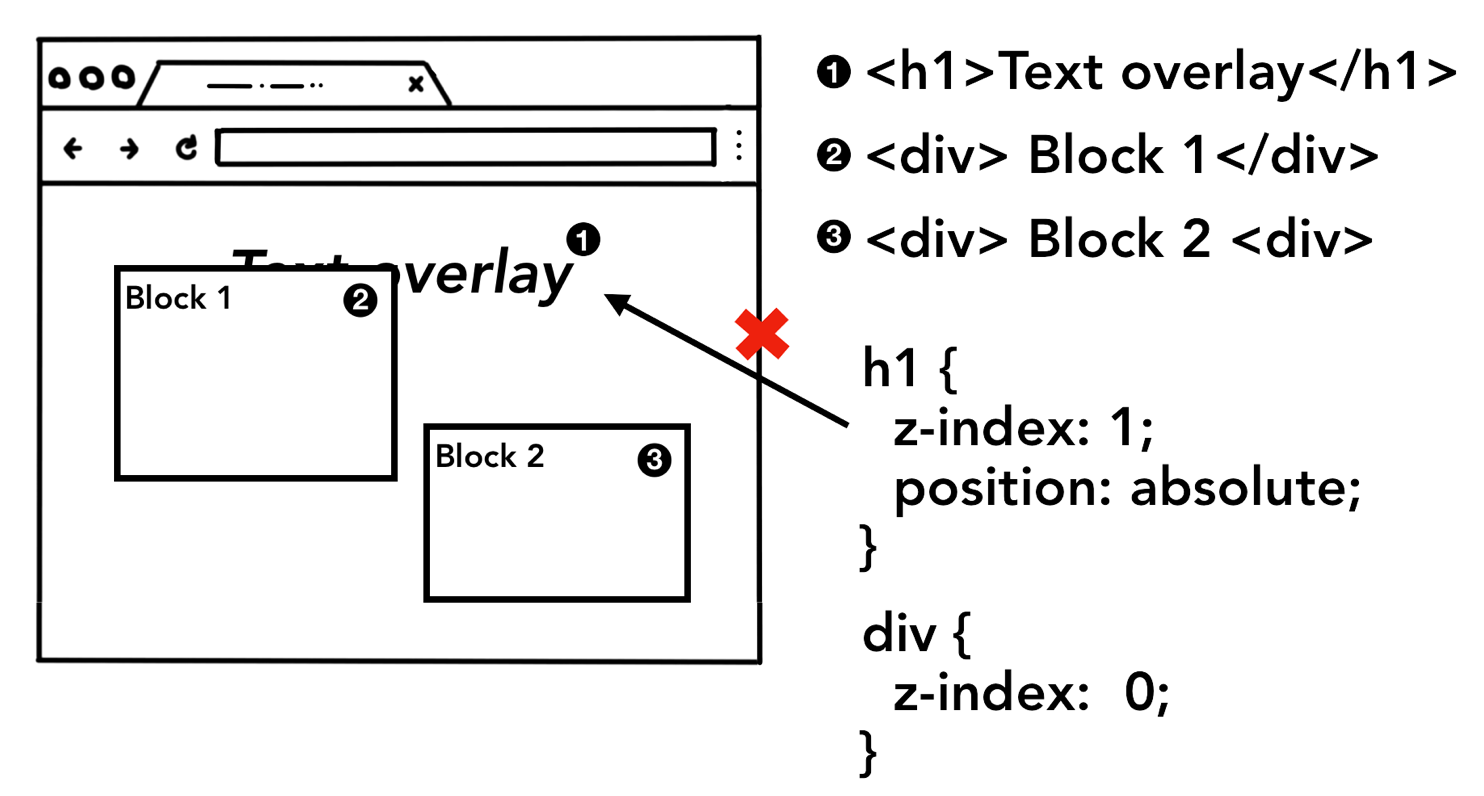 ❶ <h1>Text overlay</h1>
❷ <div> Block 1</div>
❸ <div> Block 2 <div>
Text overlay ❶
Block 1 ❷
Block 2 ❸
h1 {
z-index: 1;
position: absolute;
}
div {
z-index: 0;
}